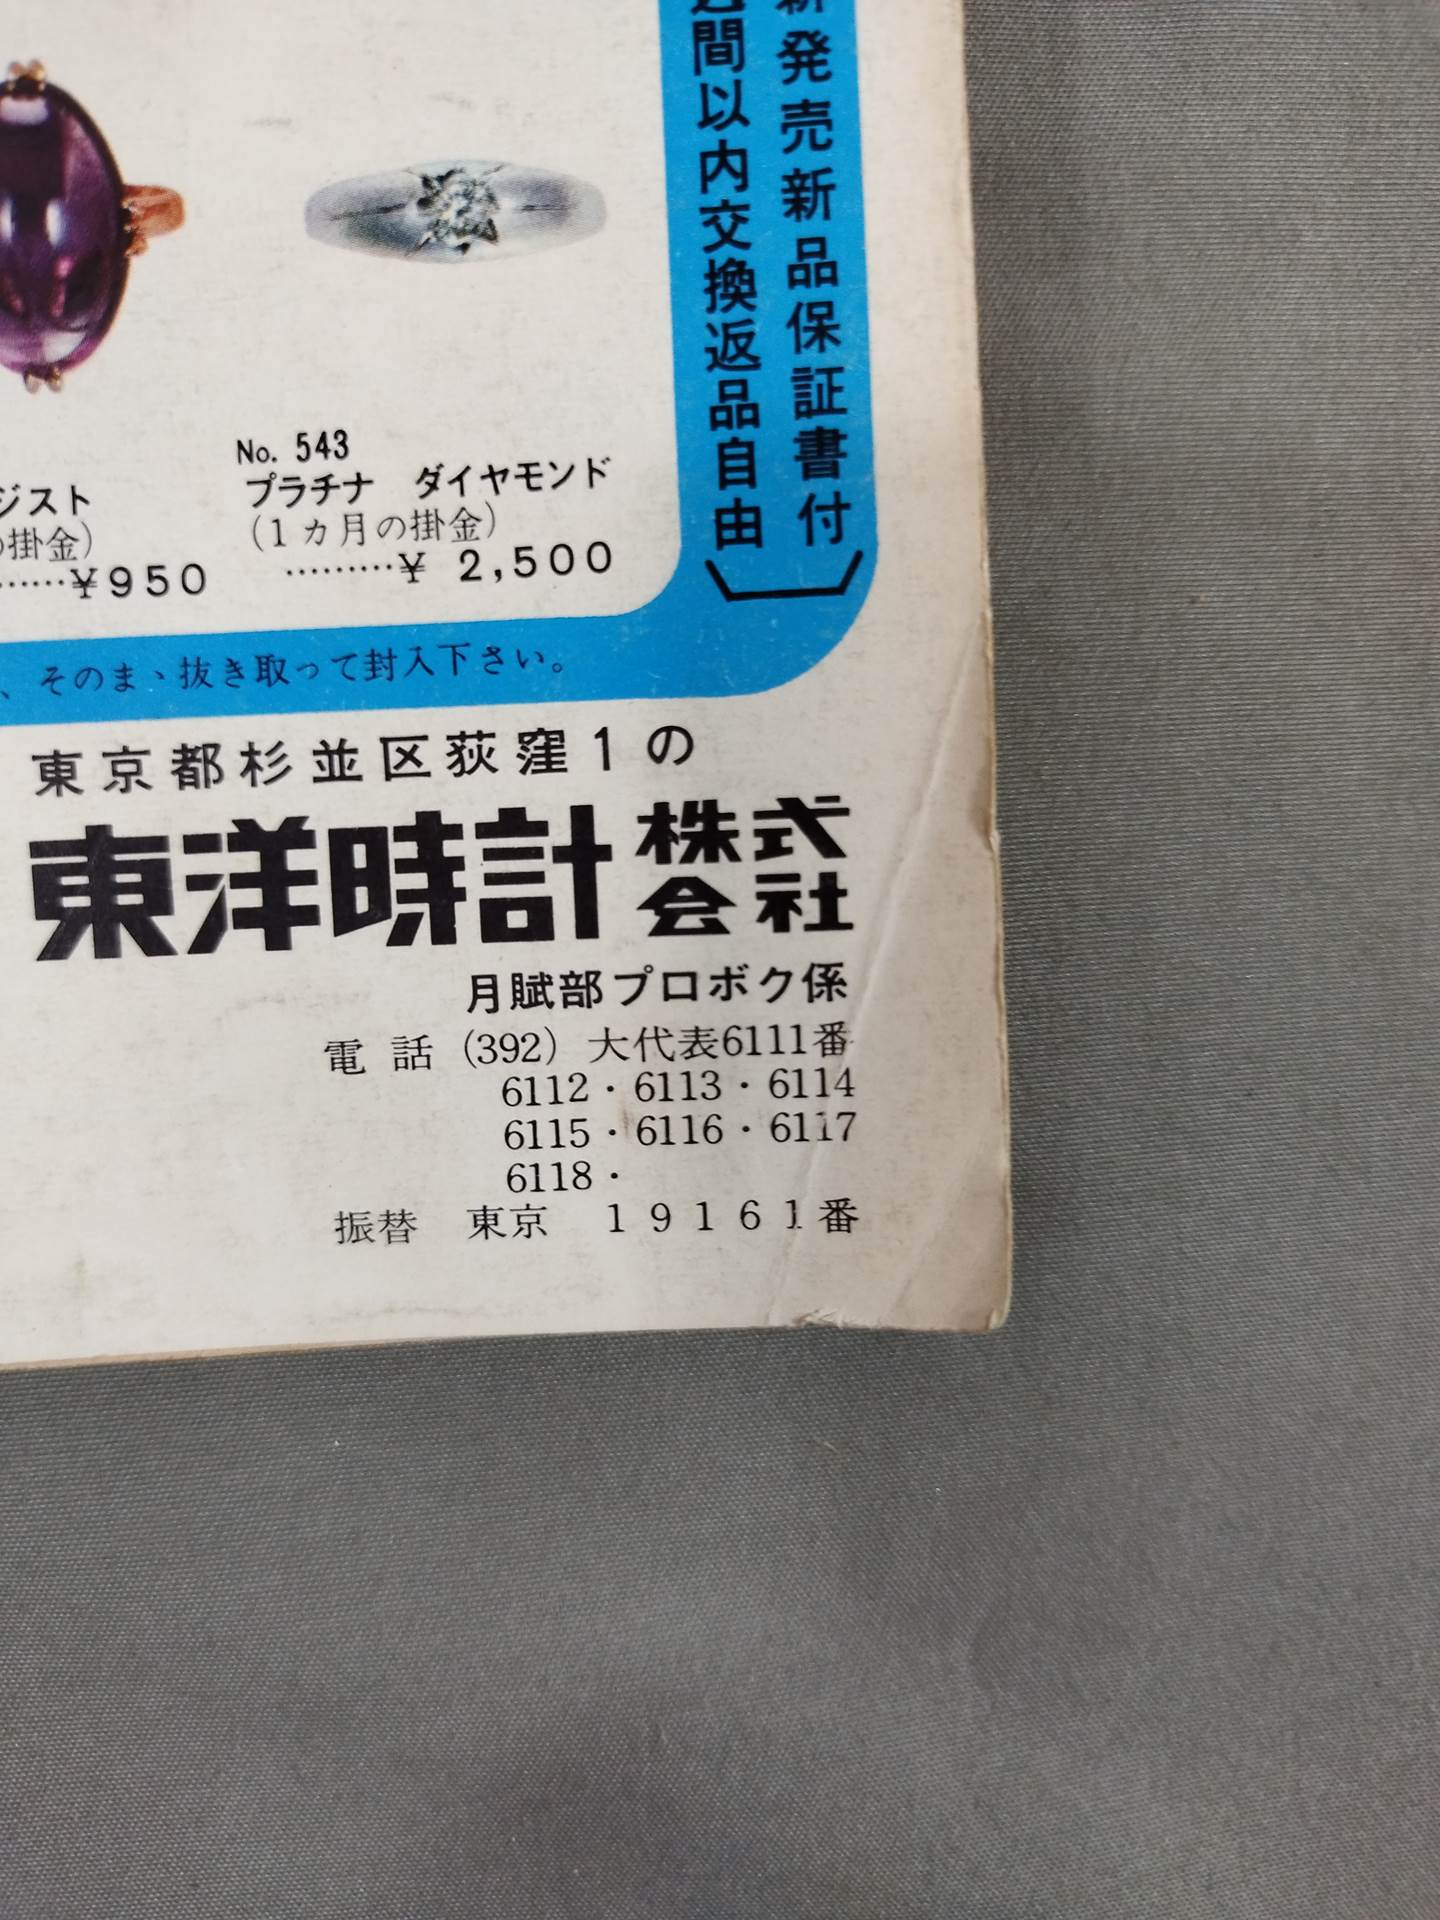 新発売新品保証書付
週間以内交換返品自由
No. 543
プラチナ ダイヤモンド
(1ヵ月の掛金)
………¥ 2,500
ジスト
の掛金)
……¥950
、そのまゝ抜き取って封入下さい。
東京都杉並区荻窪1の
東洋時計株式会社
月賦部プロボク係
電 話 (392) 大代表6111番
6112・6113・6114
6115・6116・6117
6118・
振替 東京 19161番